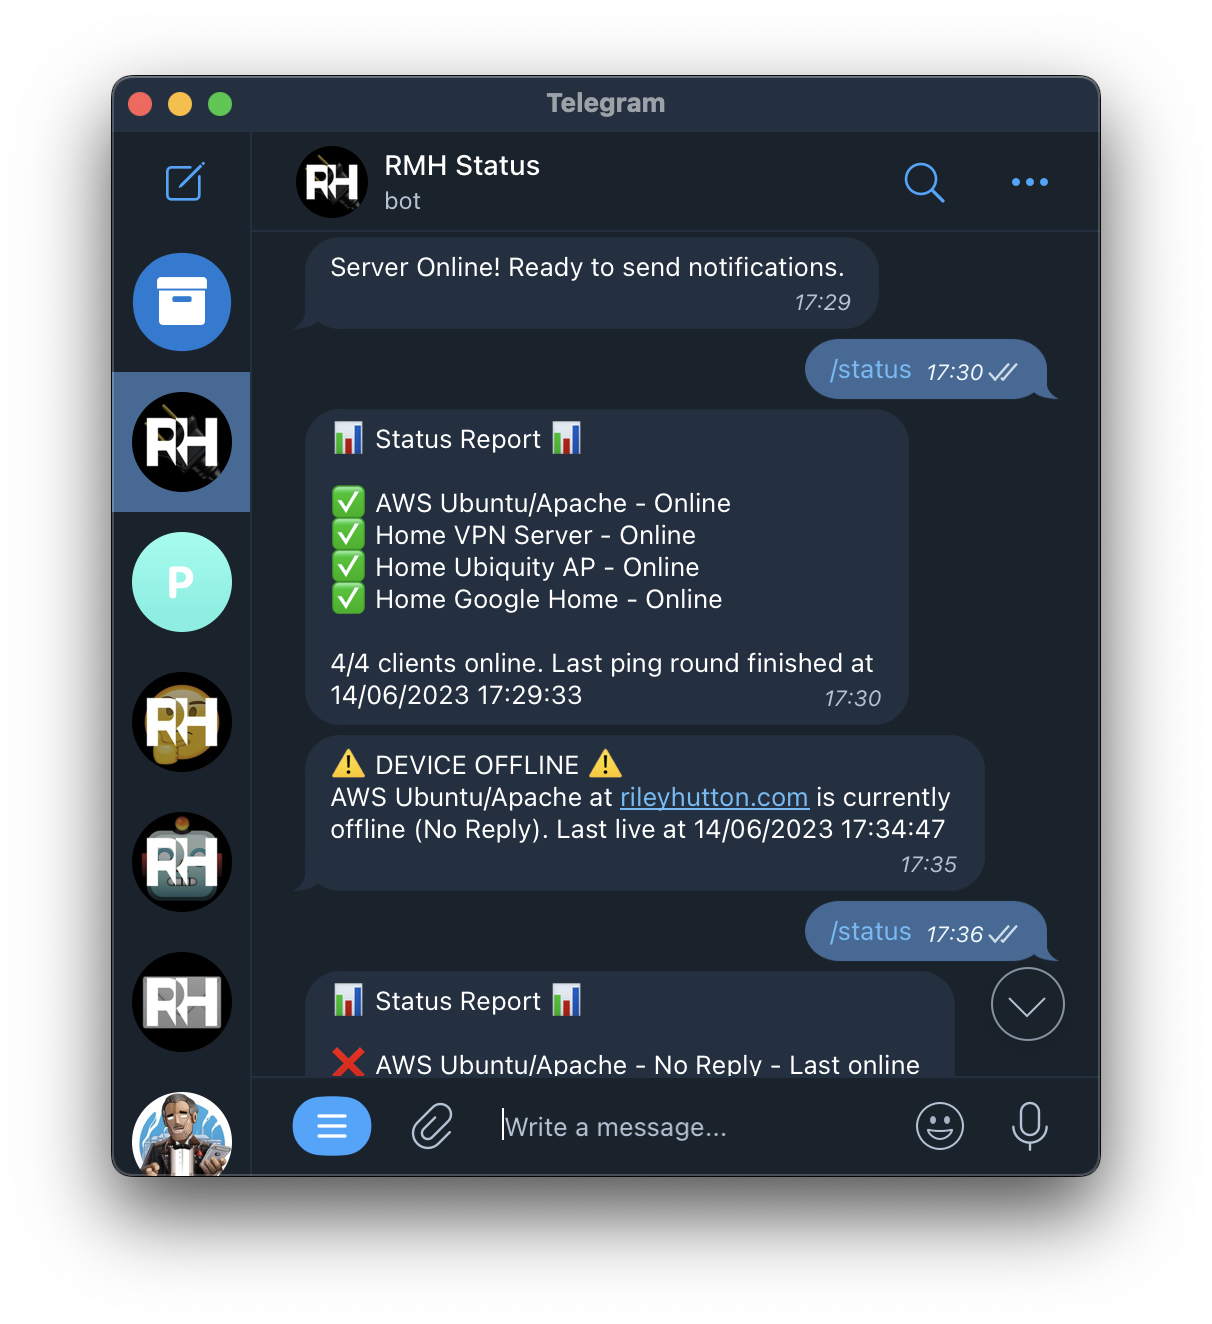 Telegram
RMH Status
bot
RH
Server Online! Ready to send notifications.
17:29
/status 17:30
RH
📊 Status Report 📊
✅ AWS Ubuntu/Apache - Online
✅ Home VPN Server - Online
✅ Home Ubiquity AP - Online
✅ Home Google Home - Online
4/4 clients online. Last ping round finished at
14/06/2023 17:29:33 17:30
P
RH
⚠️ DEVICE OFFLINE ⚠️
AWS Ubuntu/Apache at rileyhutton.com is currently
offline (No Reply). Last live at 14/06/2023 17:34:47
17:35
RH
/status 17:36
RH
📊 Status Report 📊
❌ AWS Ubuntu/Apache - No Reply - Last online
Write a message...